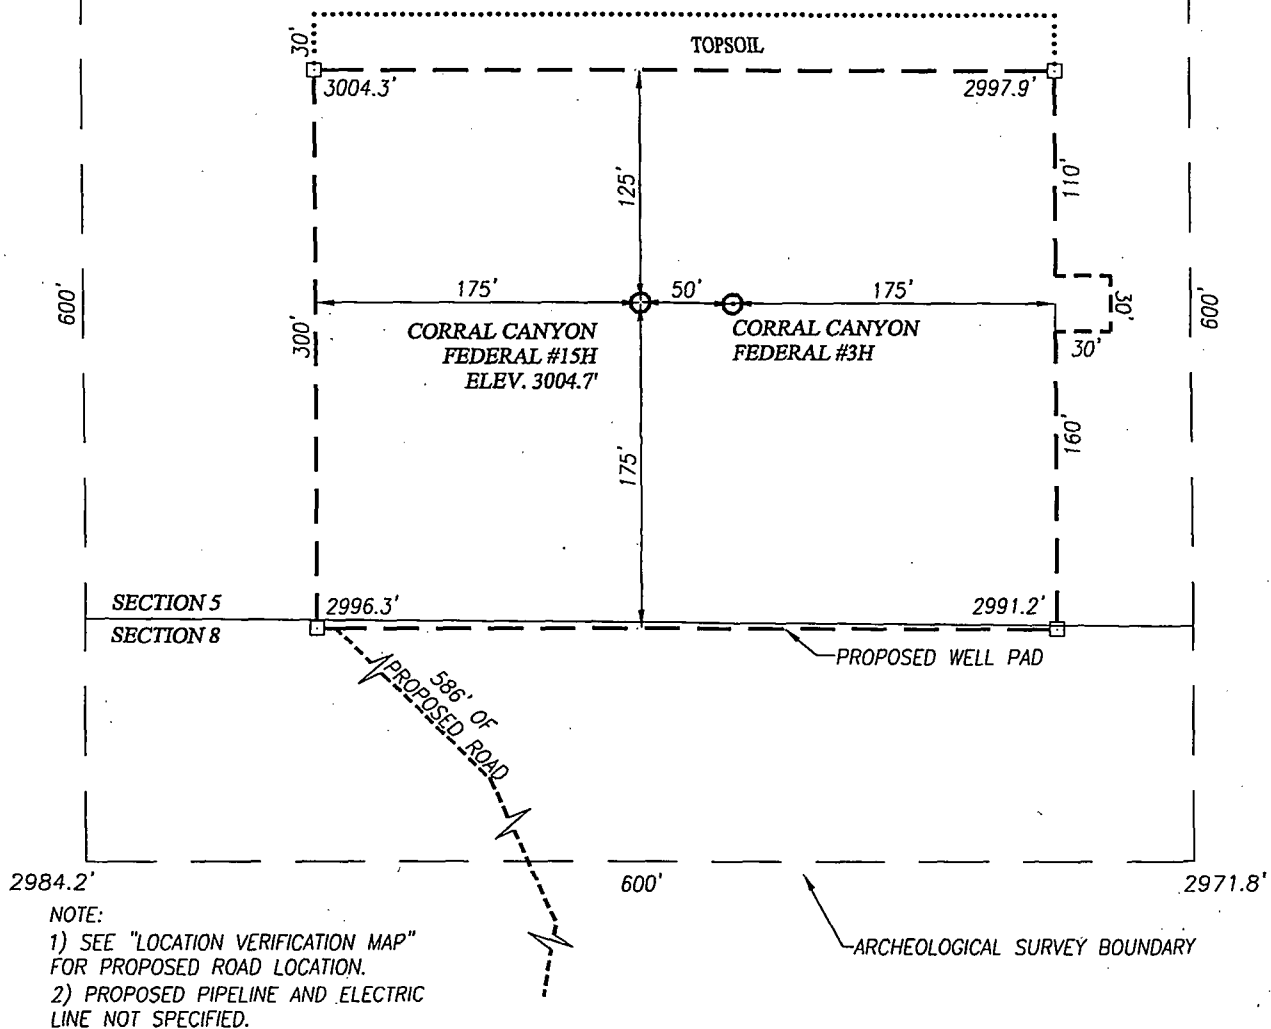 30'
TOPSOIL
3004.3'
2997.9'
125'
110'
600'
300'
175'
50'
175'
30'
600'
CORRAL CANYON
FEDERAL #15H
ELEV. 3004.7'
CORRAL CANYON
FEDERAL #3H
30'
175'
160'
SECTION 5
SECTION 8
2996.3'
2991.2'
PROPOSED WELL PAD
586' OF
PROPOSED ROAD
2984.2'
600'
2971.8'
NOTE:
1) SEE "LOCATION VERIFICATION MAP"
FOR PROPOSED ROAD LOCATION.
2) PROPOSED PIPELINE AND ELECTRIC
LINE NOT SPECIFIED.
ARCHEOLOGICAL SURVEY BOUNDARY